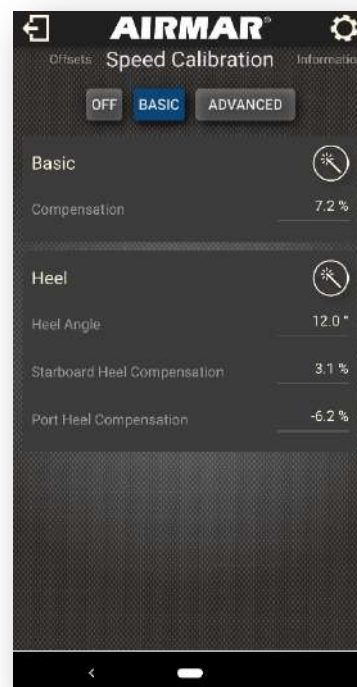 AIRMAR®
Offsets Speed Calibration Informatio
OFF BASIC ADVANCED
Basic
Compensation 7.2 %
Heel
Heel Angle 12.0 °
Starboard Heel Compensation 3.1 %
Port Heel Compensation -6.2 %